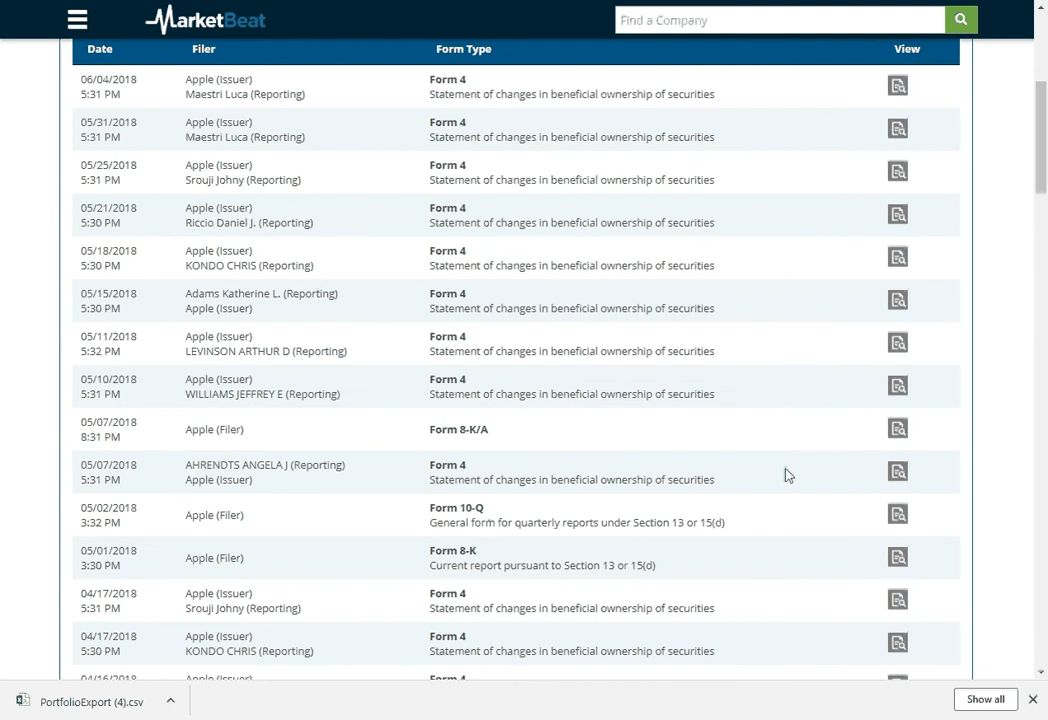 MarketBeat
Find a Company
Date Filer Form Type View
06/04/2018 Apple (Issuer) Form 4
5:31 PM Maestri Luca (Reporting) Statement of changes in beneficial ownership of securities
05/31/2018 Apple (Issuer) Form 4
5:31 PM Maestri Luca (Reporting) Statement of changes in beneficial ownership of securities
05/25/2018 Apple (Issuer) Form 4
5:31 PM Srouji Johny (Reporting) Statement of changes in beneficial ownership of securities
05/21/2018 Apple (Issuer) Form 4
5:30 PM Riccio Daniel J. (Reporting) Statement of changes in beneficial ownership of securities
05/18/2018 Apple (Issuer) Form 4
5:30 PM KONDO CHRIS (Reporting) Statement of changes in beneficial ownership of securities
05/15/2018 Adams Katherine L. (Reporting) Form 4
5:30 PM Apple (Issuer) Statement of changes in beneficial ownership of securities
05/11/2018 Apple (Issuer) Form 4
5:32 PM LEVINSON ARTHUR D (Reporting) Statement of changes in beneficial ownership of securities
05/10/2018 Apple (Issuer) Form 4
5:31 PM WILLIAMS JEFFREY E (Reporting) Statement of changes in beneficial ownership of securities
05/07/2018
8:31 PM Apple (Filer) Form 8-K/A
05/07/2018 AHRENDTS ANGELA J (Reporting) Form 4
5:31 PM Apple (Issuer) Statement of changes in beneficial ownership of securities
05/02/2018 Form 10-Q
3:32 PM Apple (Filer) General form for quarterly reports under Section 13 or 15(d)
05/01/2018 Form 8-K
3:30 PM Apple (Filer) Current report pursuant to Section 13 or 15(d)
04/17/2018 Apple (Issuer) Form 4
5:31 PM Srouji Johny (Reporting) Statement of changes in beneficial ownership of securities
04/17/2018 Apple (Issuer) Form 4
5:30 PM KONDO CHRIS (Reporting) Statement of changes in beneficial ownership of securities
04/16/2018 Apple (Issuer) Form 4
PortfolioExport (4).csv Show all